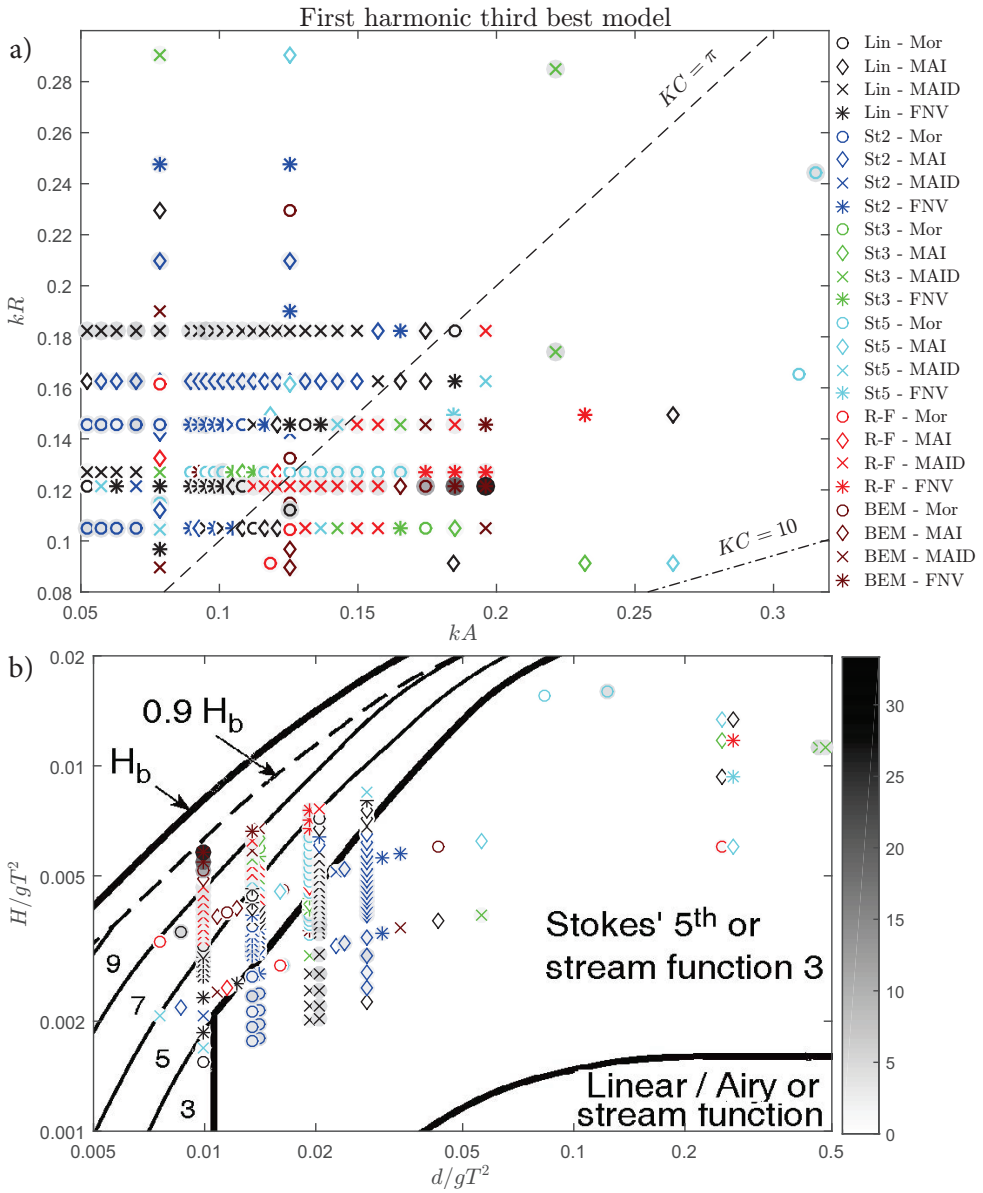 First harmonic third best model
a)
0.28
0.26
0.24
0.22
0.2
0.18
0.16
0.14
0.12
0.1
0.08
kR
0.05
0.1
0.15
0.2
0.25
0.3
kA
KC = π
KC = 10
Lin - Mor
Lin - MAI
Lin - MAID
Lin - FNV
St2 - Mor
St2 - MAI
St2 - MAID
St2 - FNV
St3 - Mor
St3 - MAI
St3 - MAID
St3 - FNV
St5 - Mor
St5 - MAI
St5 - MAID
St5 - FNV
R-F - Mor
R-F - MAI
R-F - MAID
R-F - FNV
BEM - Mor
BEM - MAI
BEM - MAID
BEM - FNV
b)
0.02
0.01
0.005
0.002
0.001
H/gT²
0.9 H_b
H_b
9
7
5
3
Stokes' 5th or
stream function 3
Linear / Airy or
stream function
0.005
0.01
0.02
0.05
0.1
0.2
0.5
d/gT²
30
25
20
15
10
5
0